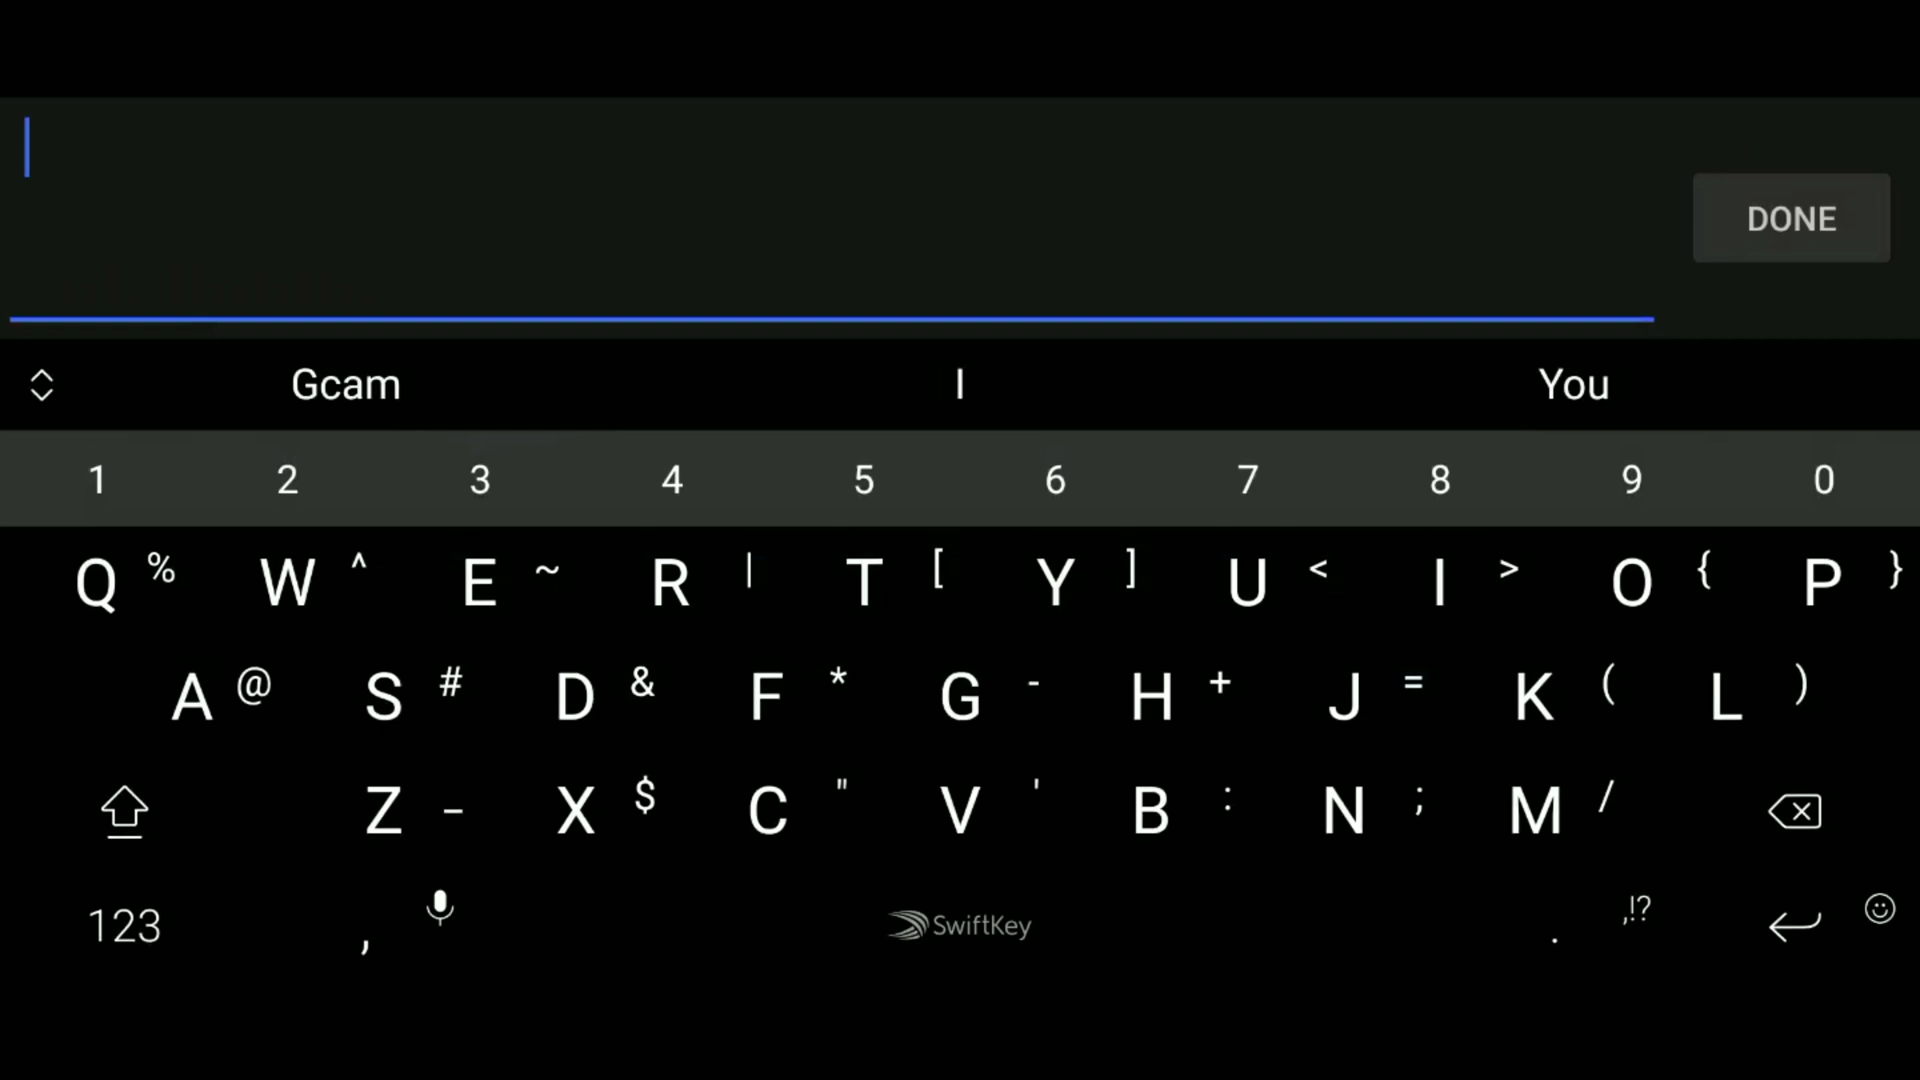 DONE
Gcam I You
1 2 3 4 5 6 7 8 9 0
Q % W ^ E ~ R | T [ Y ] U < I > O { P }
A @ S # D & F * G - H + J = K ( L )
Z _ X $ C " V ' B : N ; M /
123 , SwiftKey . ,!?